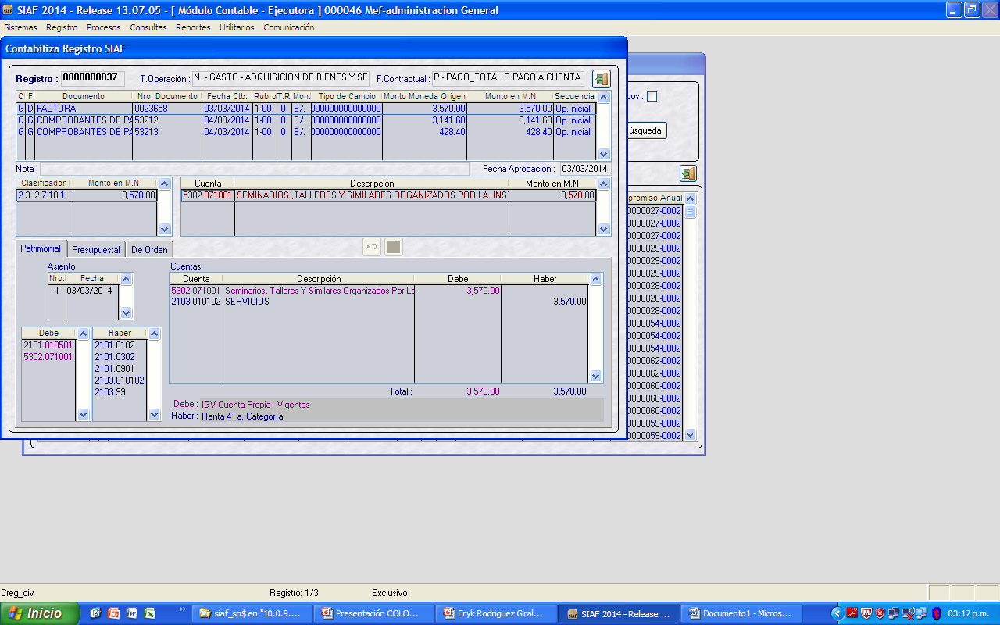 SIAF 2014 - Release 13.07.05 - [ Módulo Contable - Ejecutora ] 000046 Mef-administracion General
Sistemas Registro Procesos Consultas Reportes Utilitarios Comunicación
Contabiliza Registro SIAF
Registro : 0000000037 T.Operación : N - GASTO - ADQUISICION DE BIENES Y SE F.Contractual : P - PAGO_TOTAL O PAGO A CUENTA
C F Documento Nro. Documento Fecha Ctb. Rubro T.R. Mon. Tipo de Cambio Monto Moneda Origen Monto en M.N Secuencia
G D FACTURA 0023658 03/03/2014 1-00 0 S/. 000000000000000 3,570.00 3,570.00 Op.Inicial
G G COMPROBANTES DE PA 53212 04/03/2014 1-00 0 S/. 000000000000000 3,141.60 3,141.60 Op.Inicial
G G COMPROBANTES DE PA 53213 04/03/2014 1-00 0 S/. 000000000000000 428.40 428.40 Op.Inicial
Nota : Fecha Aprobación : 03/03/2014
Clasificador Monto en M.N
2.3. 2 7.10 1 3,570.00
Cuenta Descripción Monto en M.N
5302.071001 SEMINARIOS ,TALLERES Y SIMILARES ORGANIZADOS POR LA INS 3,570.00
Patrimonial Presupuestal De Orden
Asiento
Nro. Fecha
1 03/03/2014
Cuentas
Cuenta Descripción Debe Haber
5302.071001 Seminarios, Talleres Y Similares Organizados Por La 3,570.00
2103.010102 SERVICIOS 3,570.00
Debe
2101.010501
5302.071001
Haber
2101.0102
2101.0302
2101.0901
2103.010102
2103.99
Total : 3,570.00 3,570.00
Debe : IGV Cuenta Propia - Vigentes
Haber : Renta 4Ta. Categoría
dos :
úsqueda
promiso Anual
0000027-0002
0000027-0002
0000027-0002
0000029-0002
0000029-0002
0000029-0002
0000028-0002
0000028-0002
0000028-0002
0000054-0002
0000054-0002
0000054-0002
0000062-0002
0000062-0002
0000060-0002
0000060-0002
0000060-0002
0000059-0002
0000059-0002
Creg_div Registro: 1/3 Exclusivo
Inicio siaf_sp$ en "10.0.9.... Presentación COLO... Eryk Rodriguez Giral... SIAF 2014 - Release ... Documento1 - Micros... 03:17 p.m.